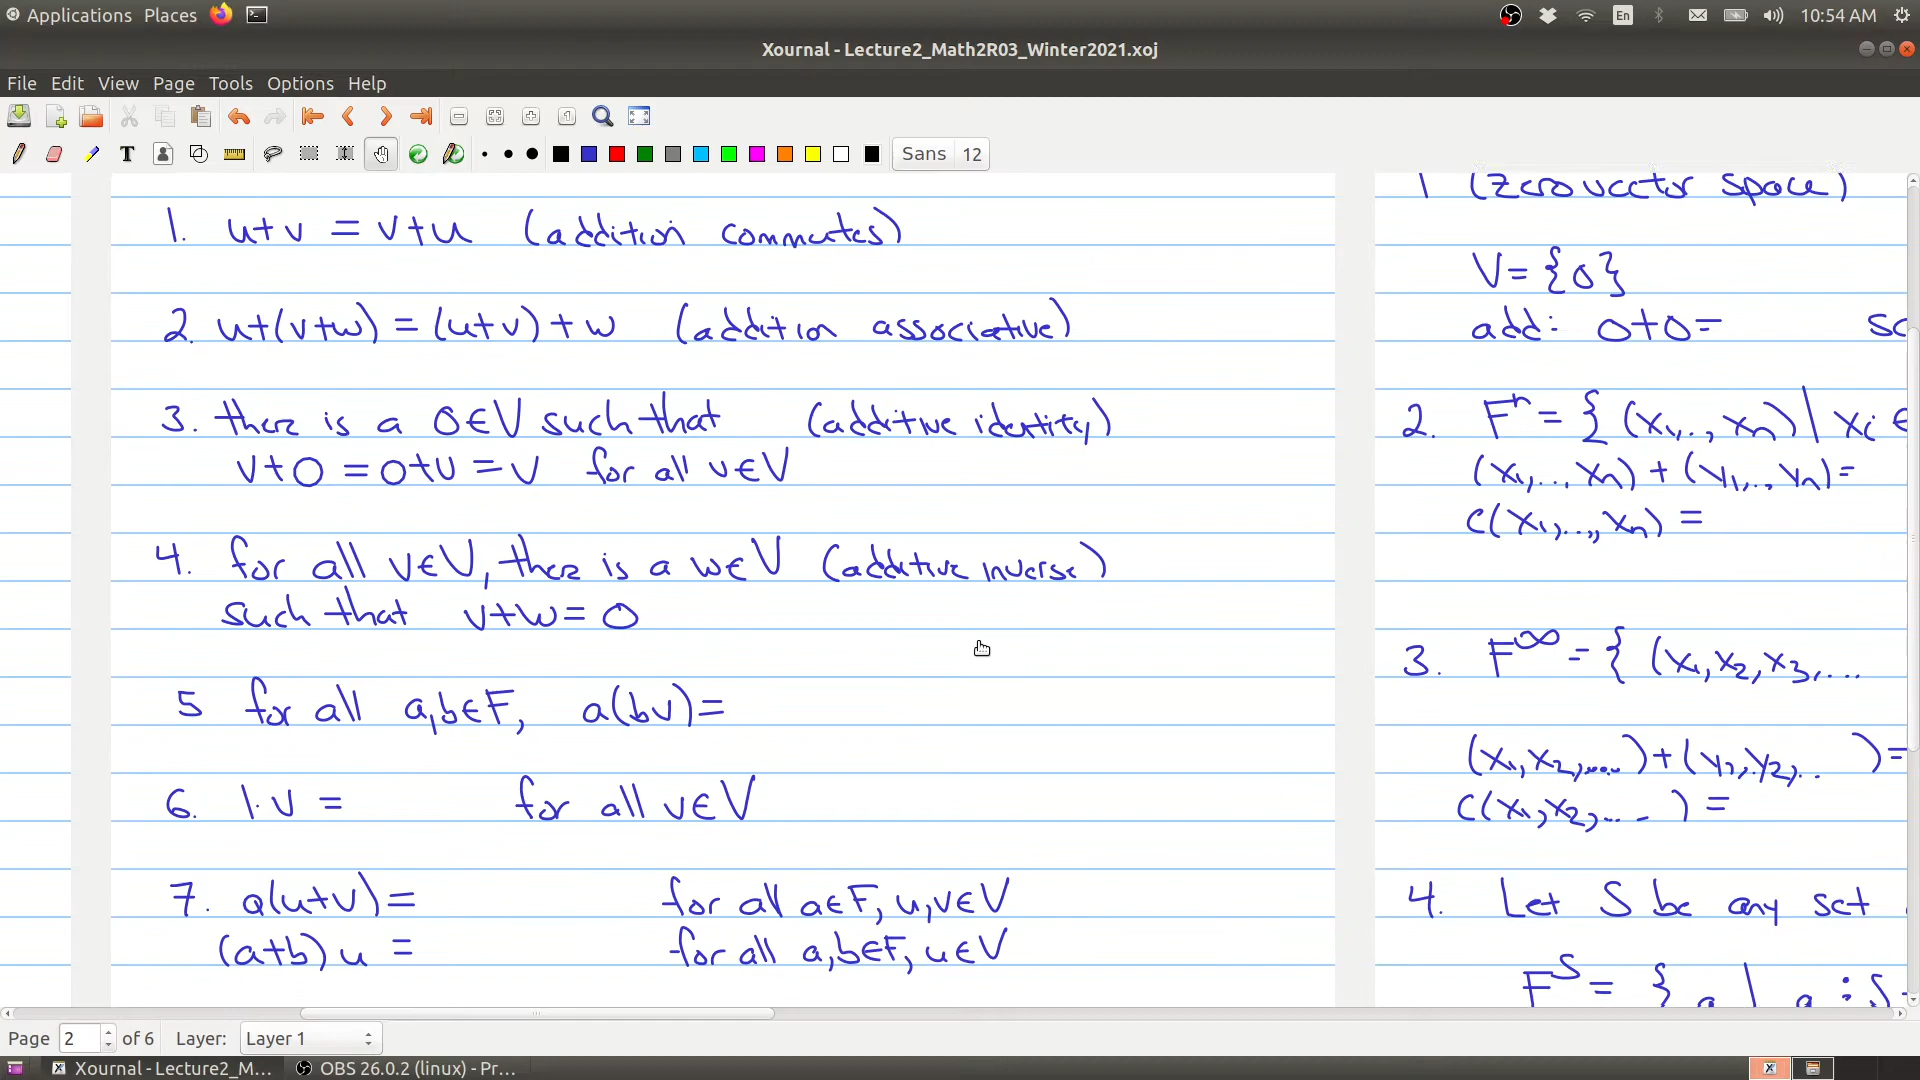 Applications Places En 10:54 AM
Xournal - Lecture2_Math2R03_Winter2021.xoj
File Edit View Page Tools Options Help
Sans 12
1. u+v = v+u (addition commutes)
2. u+(v+w) = (u+v)+w (addition associative)
3. there is a 0∈V such that (additive identity)
v+0 = 0+v = v for all v∈V
4. for all v∈V, there is a w∈V (additive inverse)
such that v+w = 0
5 for all a,b∈F, a(bv)=
6. 1·v = for all v∈V
7. a(u+v)= for all a∈F, u,v∈V
(a+b)u = for all a,b∈F, u∈V
1 (zero vector space)
V = {0}
add: 0+0= sc
2. Fⁿ = { (x₁,..,xₙ) | xᵢ ∈
(x₁,..,xₙ) + (y₁,..,yₙ)=
c(x₁,..,xₙ) =
3. F^∞ = { (x₁,x₂,x₃,...
(x₁,x₂,....)+(y₁,y₂,.. )=
c(x₁,x₂,... ) =
4. Let S be any set
F^S = {
Page 2 of 6 Layer: Layer 1
Xournal - Lecture2_M... OBS 26.0.2 (linux) - Pr...